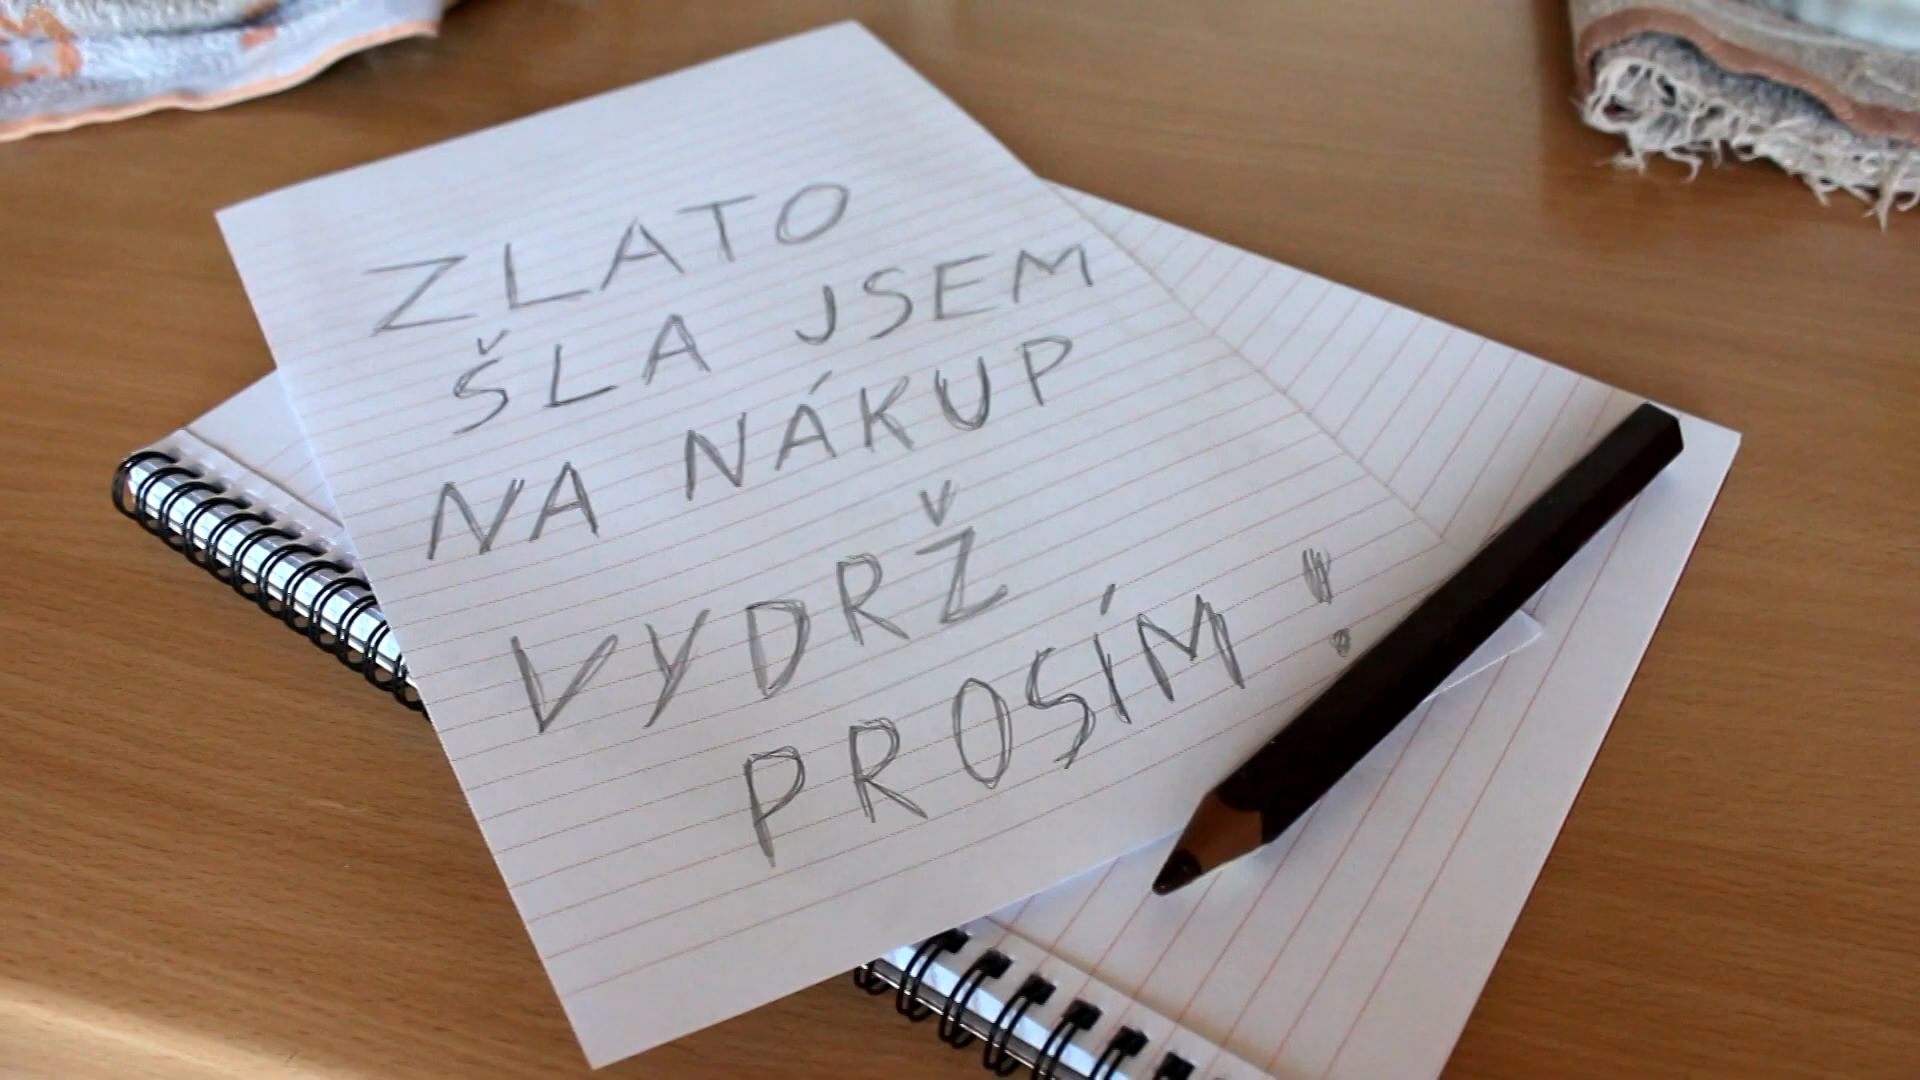 ZLATO
ŠLA JSEM
NA NÁKUP
VYDRŽ
PROSÍM!